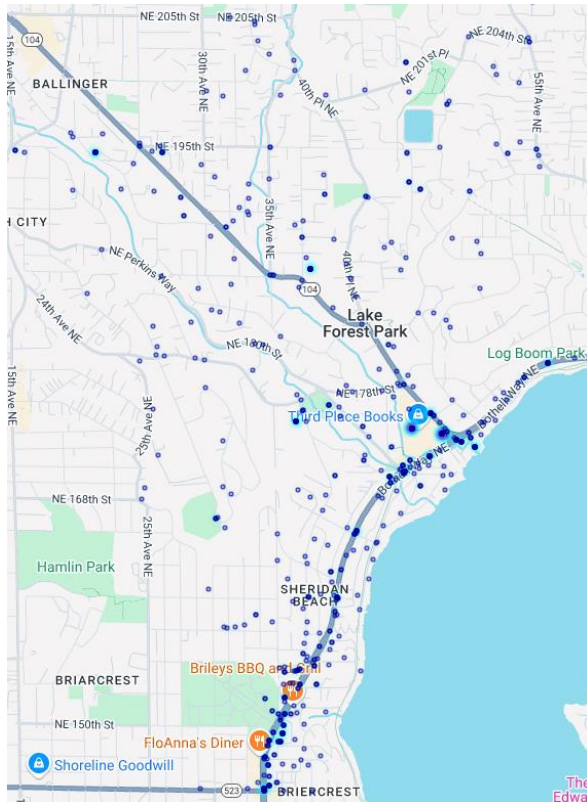 NE 205th St
NE 205th St
NE 204th St
15th Ave NE
104
30th Ave NE
40th Pl NE
NE 201st Pl
55th Ave NE
BALLINGER
NE 195th St
35th Ave NE
H CITY
NE Perkins Way
40th Pl NE
24th Ave NE
104
Lake
Forest Park
NE 180th St
Log Boom Park
15th Ave NE
NE 178th St
Bothell Way NE
Third Place Books
25th Ave NE
NE 168th St
25th Ave NE
Hamlin Park
SHERIDAN
BEACH
Brileys BBQ and Grill
BRIARCREST
NE 150th St
FloAnna's Diner
Shoreline Goodwill
523
BRIERCREST
The
Edwa